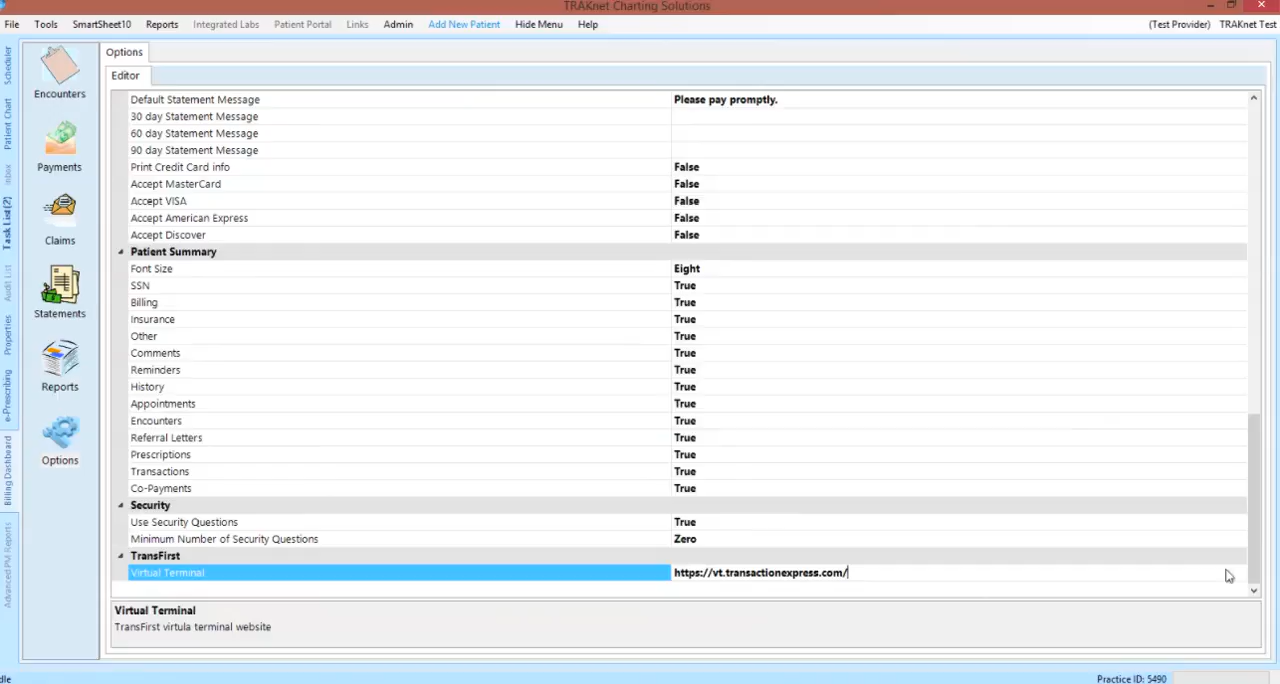 TRAKnet Charting Solutions
File Tools SmartSheet10 Reports Integrated Labs Patient Portal Links Admin Add New Patient Hide Menu Help (Test Provider) TRAKnet Test
Scheduler
Patient Chart
Inbox
Task List(2)
Audit List
Properties
e-Prescribing
Billing Dashboard
Advanced PM Reports
Encounters
Payments
Claims
Statements
Reports
Options
Options
Editor
Default Statement Message Please pay promptly.
30 day Statement Message
60 day Statement Message
90 day Statement Message
Print Credit Card info False
Accept MasterCard False
Accept VISA False
Accept American Express False
Accept Discover False
Patient Summary
Font Size Eight
SSN True
Billing True
Insurance True
Other True
Comments True
Reminders True
History True
Appointments True
Encounters True
Referral Letters True
Prescriptions True
Transactions True
Co-Payments True
Security
Use Security Questions True
Minimum Number of Security Questions Zero
TransFirst
Virtual Terminal https://vt.transactionexpress.com/
Virtual Terminal
TransFirst virtula terminal website
dle Practice ID: 5490